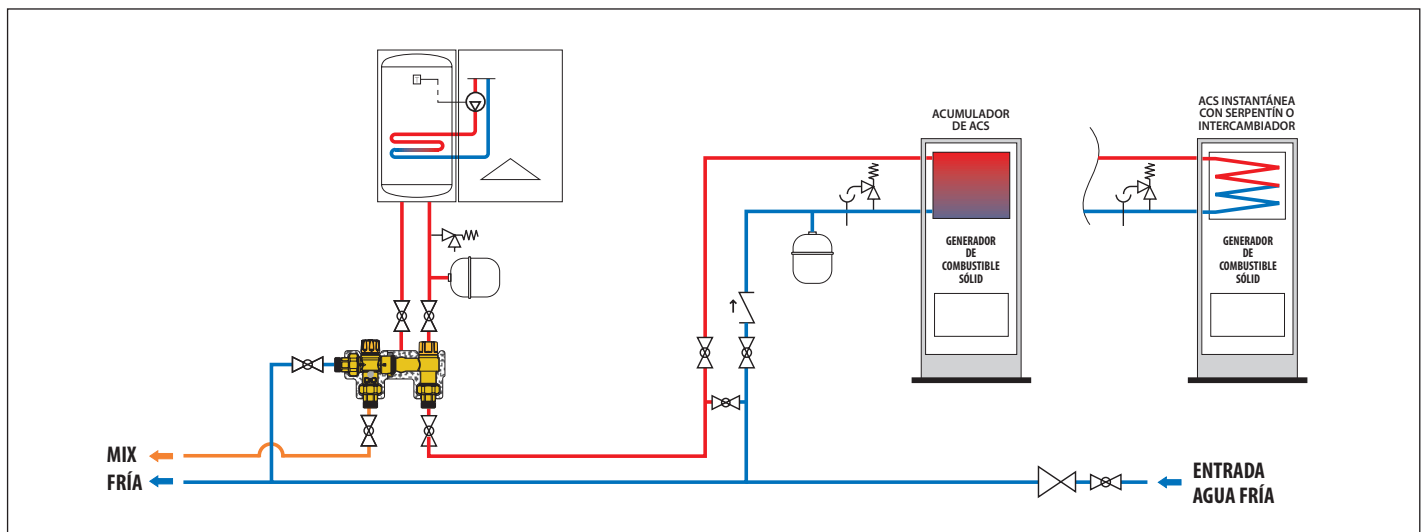 ACUMULADOR
DE ACS
ACS INSTANTÁNEA
CON SERPENTÍN O
INTERCAMBIADOR
T
GENERADOR
DE
COMBUSTIBLE
SÓLID
GENERADOR
DE
COMBUSTIBLE
SÓLID
MIX
FRÍA
ENTRADA
AGUA FRÍA